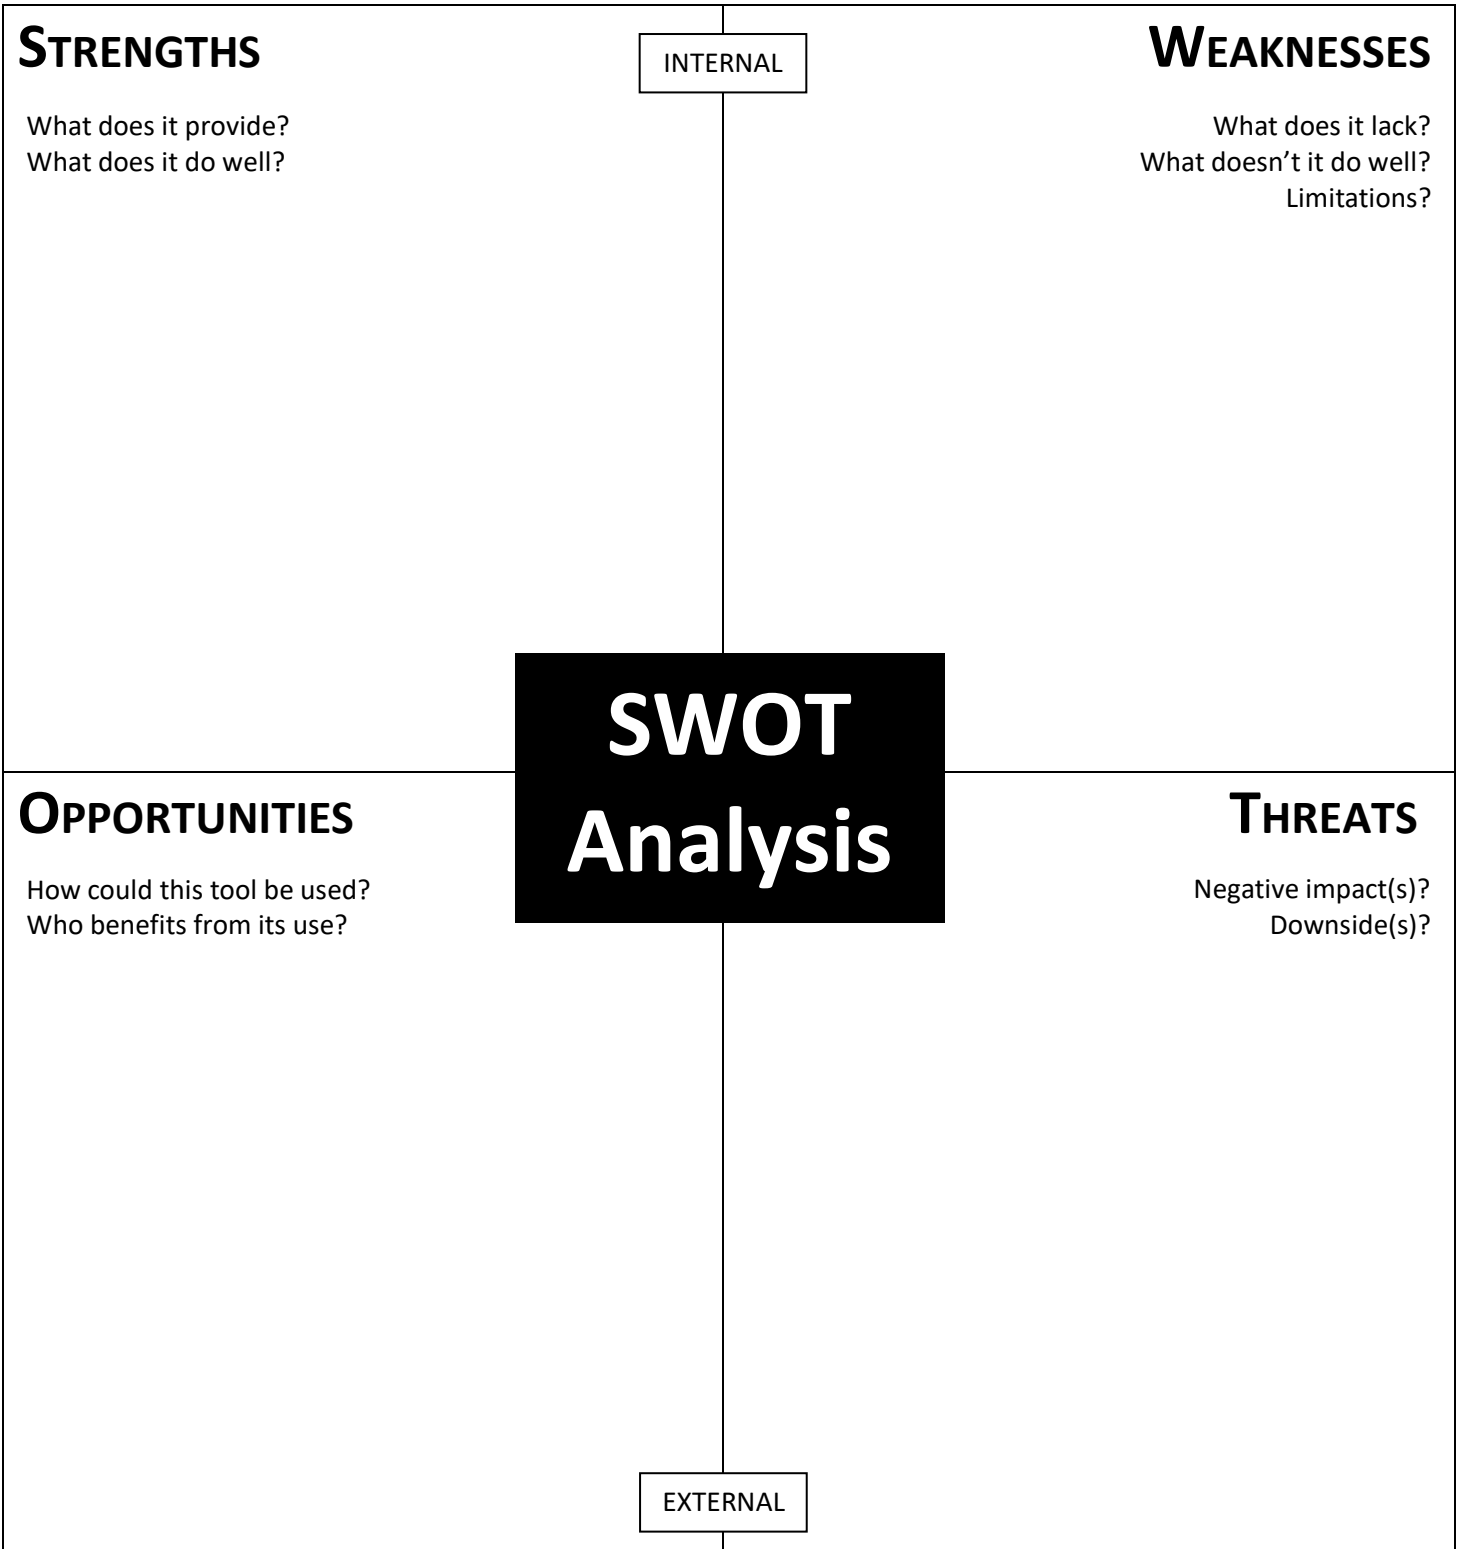 STRENGTHS
INTERNAL
WEAKNESSES
What does it provide?
What does it do well?
What does it lack?
What doesn’t it do well?
Limitations?
SWOT
Analysis
OPPORTUNITIES
How could this tool be used?
Who benefits from its use?
THREATS
Negative impact(s)?
Downside(s)?
EXTERNAL